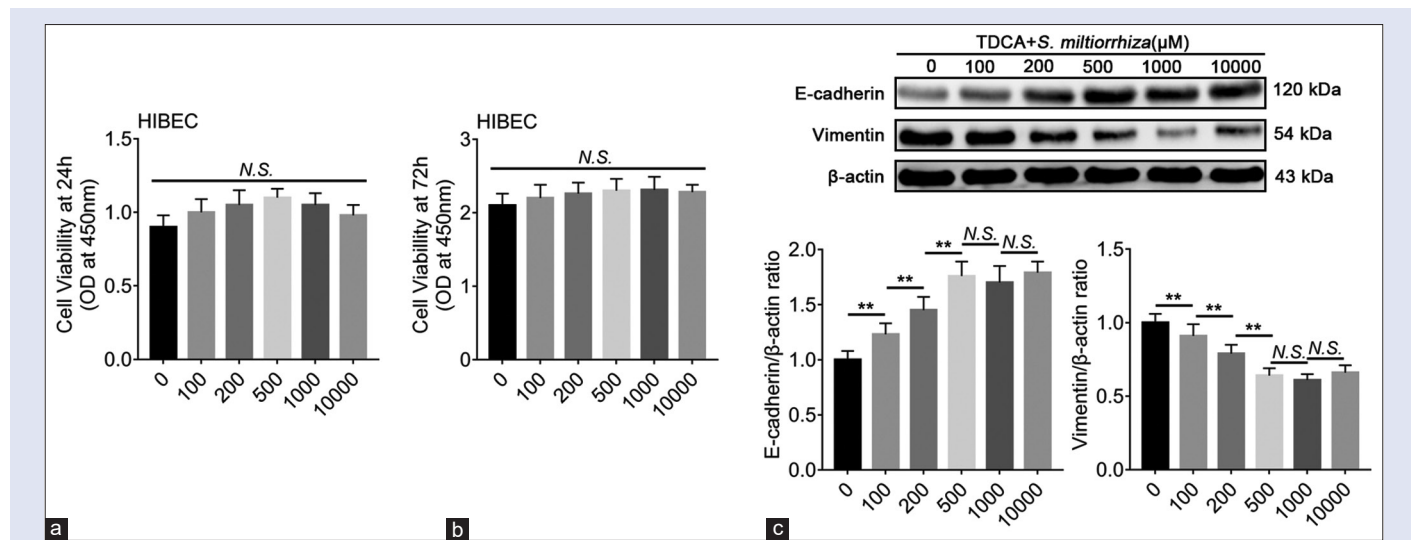 HIBEC
Cell Viabillity at 24h
(OD at 450nm)
1.5
1.0
0.5
0.0
N.S.
0 100 200 500 1000 10000
a
HIBEC
Cell Viabillity at 72h
(OD at 450nm)
3
2
1
0
N.S.
0 100 200 500 1000 10000
b
TDCA+S. miltiorrhiza(μM)
0 100 200 500 1000 10000
E-cadherin 120 kDa
Vimentin 54 kDa
β-actin 43 kDa
E-cadherin/β-actin ratio
2.0
1.5
1.0
0.5
0.0
** ** ** N.S. N.S.
0 100 200 500 1000 10000
Vimentin/β-actin ratio
1.5
1.0
0.5
0.0
** ** ** N.S. N.S.
0 100 200 500 1000 10000
c